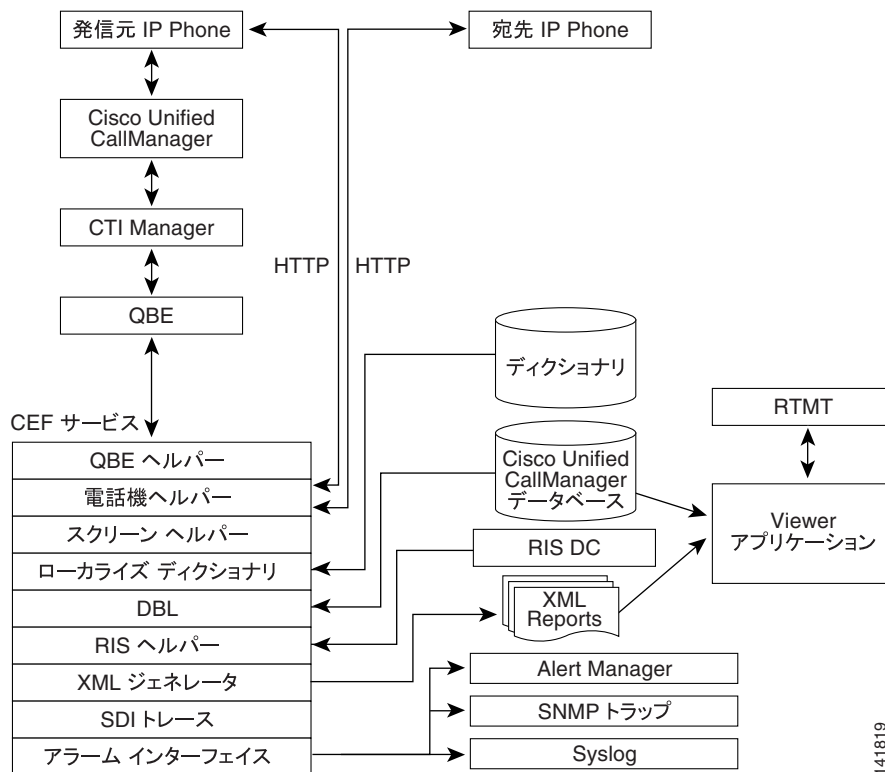 発信元 IP Phone
宛先 IP Phone
Cisco Unified
CallManager
CTI Manager
HTTP
HTTP
QBE
ディクショナリ
CEF サービス
RTMT
QBE ヘルパー
電話機ヘルパー
スクリーン ヘルパー
ローカライズ ディクショナリ
DBL
RIS ヘルパー
XML ジェネレータ
SDI トレース
アラーム インターフェイス
Cisco Unified
CallManager
データベース
Viewer
アプリケーション
RIS DC
XML
Reports
Alert Manager
SNMP トラップ
Syslog
141819